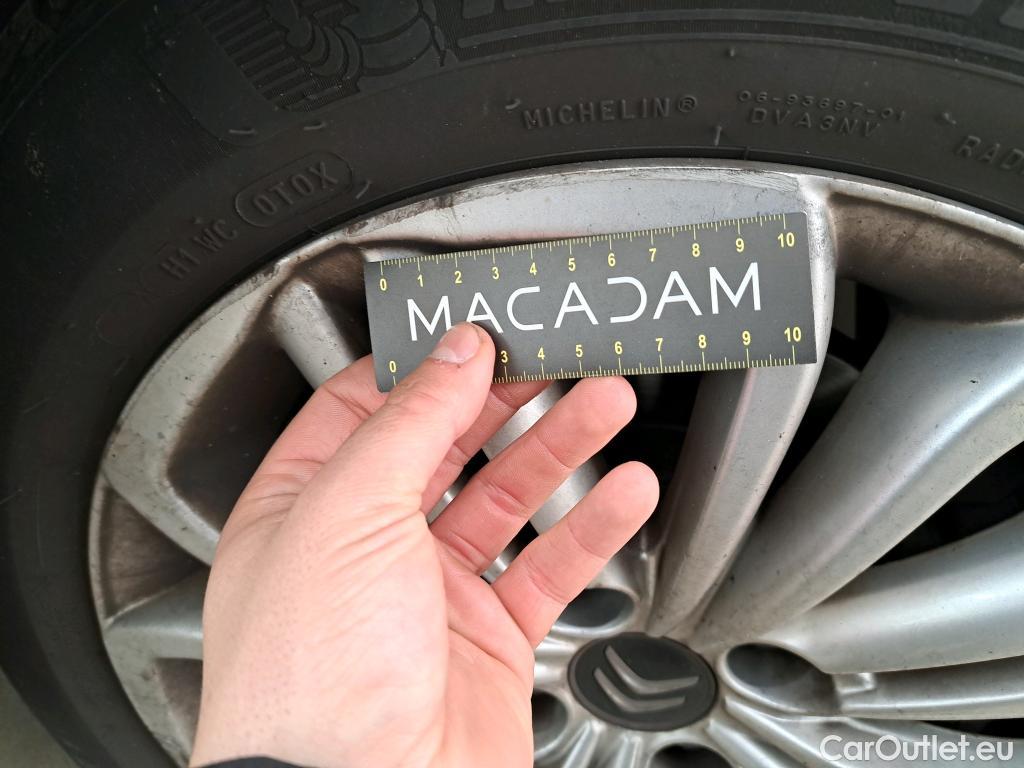 MICHELIN®
06-93697-01
DVA3NV
RAD
H1 WC OTOX
0 1 2 3 4 5 6 7 8 9 10
MACADAM
0 3 4 5 6 7 8 9 10
CarOutlet.eu